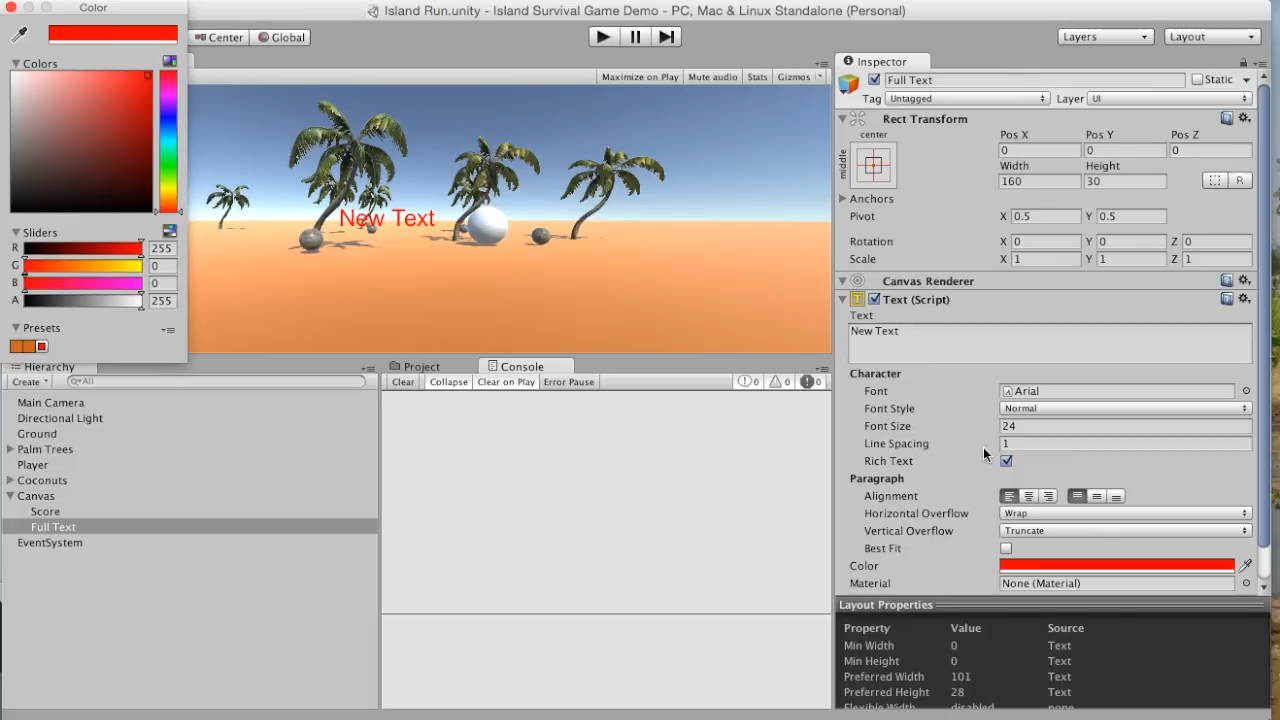 Color
Island Run.unity - Island Survival Game Demo - PC, Mac & Linux Standalone (Personal)
Center
Global
Layers
Layout
Colors
Maximize on Play
Mute audio
Stats
Gizmos
Inspector
Full Text
Static
Tag Untagged
Layer UI
Rect Transform
center
middle
Pos X
Pos Y
Pos Z
0
0
0
Width
Height
160
30
R
Anchors
Pivot
X 0.5
Y 0.5
Rotation
X 0
Y 0
Z 0
Scale
X 1
Y 1
Z 1
New Text
Sliders
R 255
G 0
B 0
A 255
Presets
Canvas Renderer
Text (Script)
Text
New Text
Character
Font Arial
Font Style Normal
Font Size 24
Line Spacing 1
Rich Text
Paragraph
Alignment
Horizontal Overflow Wrap
Vertical Overflow Truncate
Best Fit
Color
Material None (Material)
Hierarchy
Create
All
Main Camera
Directional Light
Ground
Palm Trees
Player
Coconuts
Canvas
Score
Full Text
EventSystem
Project
Console
Clear
Collapse
Clear on Play
Error Pause
0
0
0
Layout Properties
Property Value Source
Min Width 0 Text
Min Height 0 Text
Preferred Width 101 Text
Preferred Height 28 Text
Flexible Width disabled none